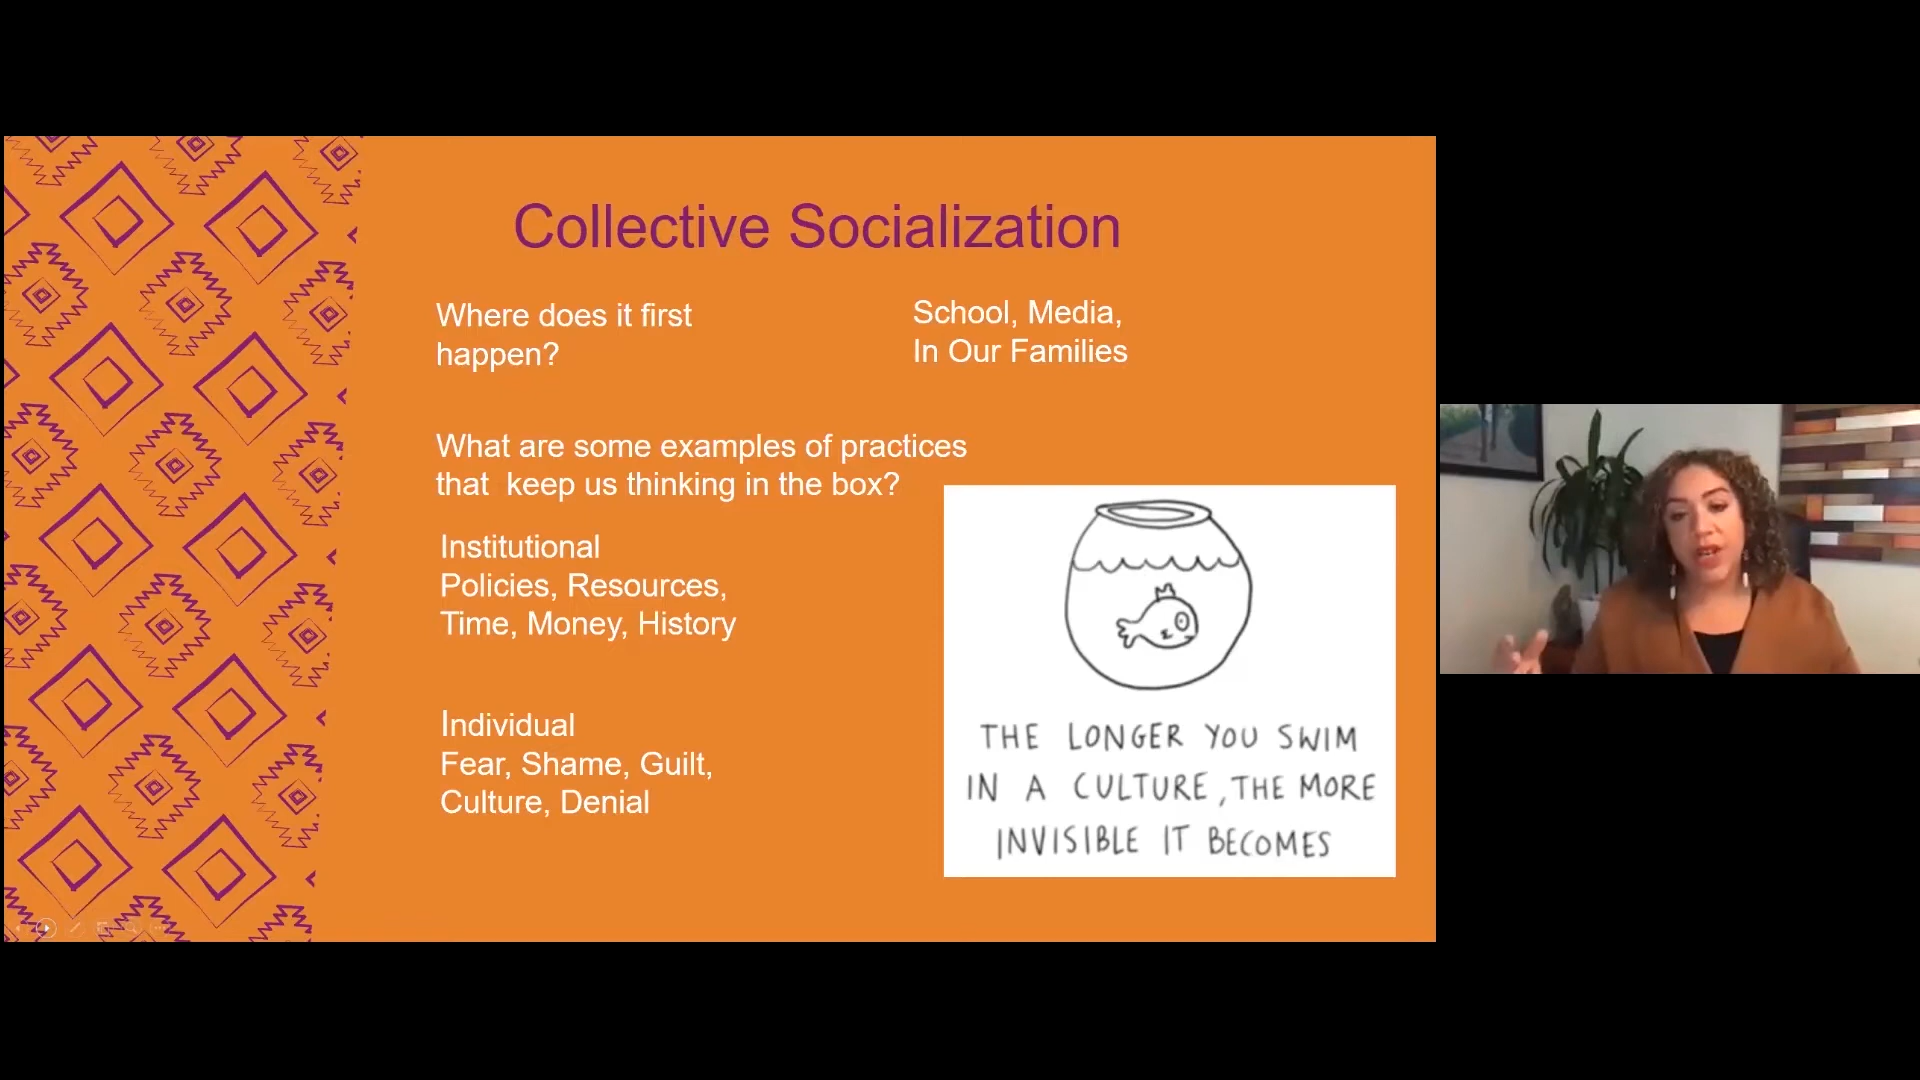 Collective Socialization
Where does it first
happen?
School, Media,
In Our Families
What are some examples of practices
that  keep us thinking in the box?
Institutional
Policies, Resources,
Time, Money, History
Individual
Fear, Shame, Guilt,
Culture, Denial
THE LONGER YOU SWIM
IN A CULTURE, THE MORE
INVISIBLE IT BECOMES